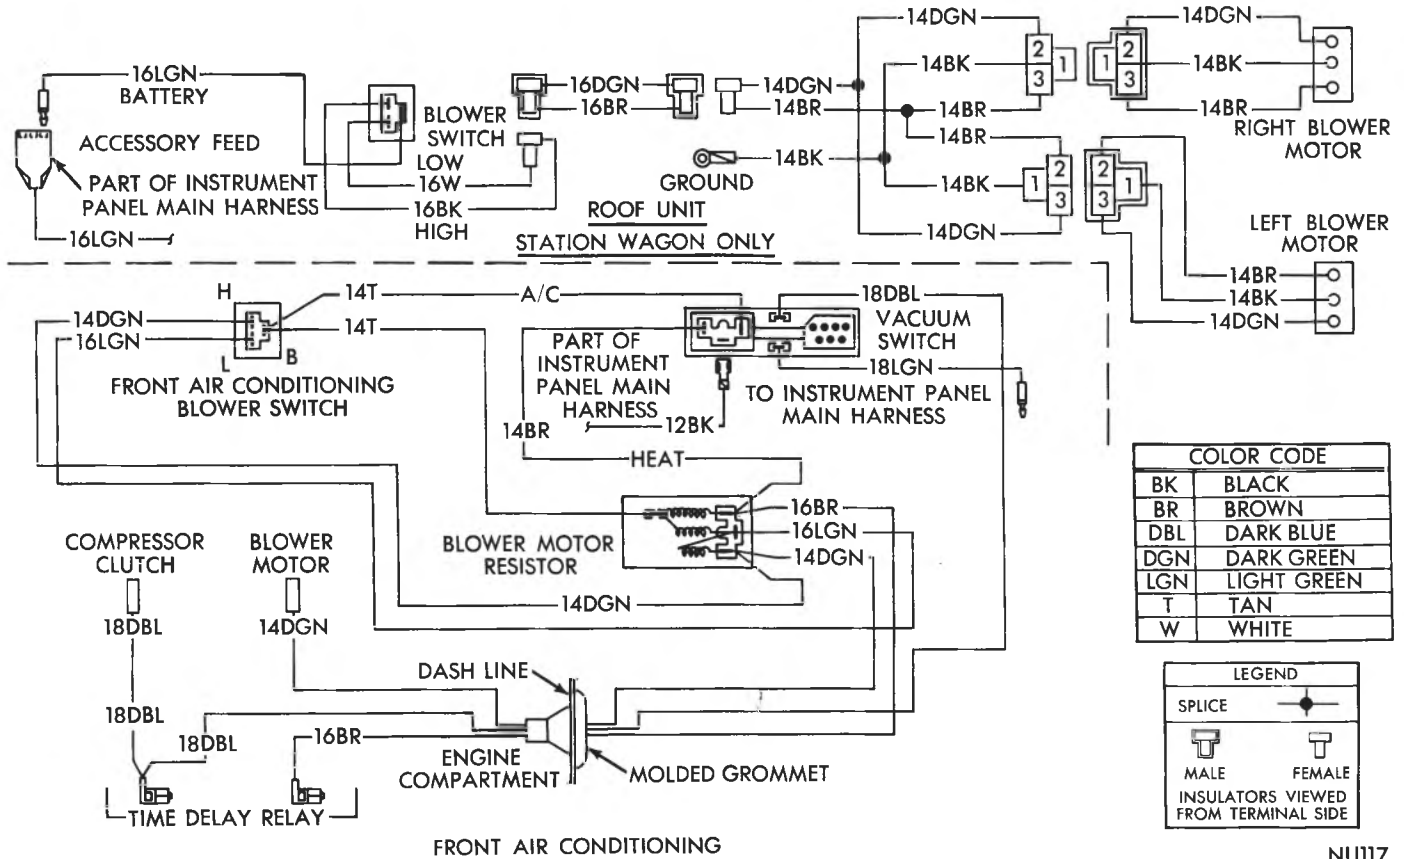 14DGN
14DGN
16LGN
BATTERY
14BK
2
3
1
1
2
3
14BK
16DGN
16BR
14DGN
14BR
14BR
14BR
14BR
BLOWER
SWITCH
RIGHT BLOWER
MOTOR
ACCESSORY FEED
LOW
16W
14BK
GROUND
PART OF INSTRUMENT
PANEL MAIN HARNESS
14BK
1
2
3
2
3
1
16BK
HIGH
ROOF UNIT
16LGN
STATION WAGON ONLY
14DGN
LEFT BLOWER
MOTOR
14BR
14BK
14DGN
H
14T
A/C
18DBL
VACUUM
SWITCH
14DGN
16LGN
14T
L
B
PART OF
INSTRUMENT
PANEL MAIN
HARNESS
18LGN
FRONT AIR CONDITIONING
BLOWER SWITCH
TO INSTRUMENT PANEL
MAIN HARNESS
14BR
12BK
HEAT
COLOR CODE
BK BLACK
BR BROWN
DBL DARK BLUE
DGN DARK GREEN
LGN LIGHT GREEN
T TAN
W WHITE
16BR
16LGN
14DGN
BLOWER MOTOR
RESISTOR
COMPRESSOR
CLUTCH
BLOWER
MOTOR
14DGN
18DBL
14DGN
DASH LINE
LEGEND
SPLICE
MALE
FEMALE
INSULATORS VIEWED
FROM TERMINAL SIDE
18DBL
18DBL
16BR
ENGINE
COMPARTMENT
MOLDED GROMMET
TIME DELAY RELAY
FRONT AIR CONDITIONING
NU117